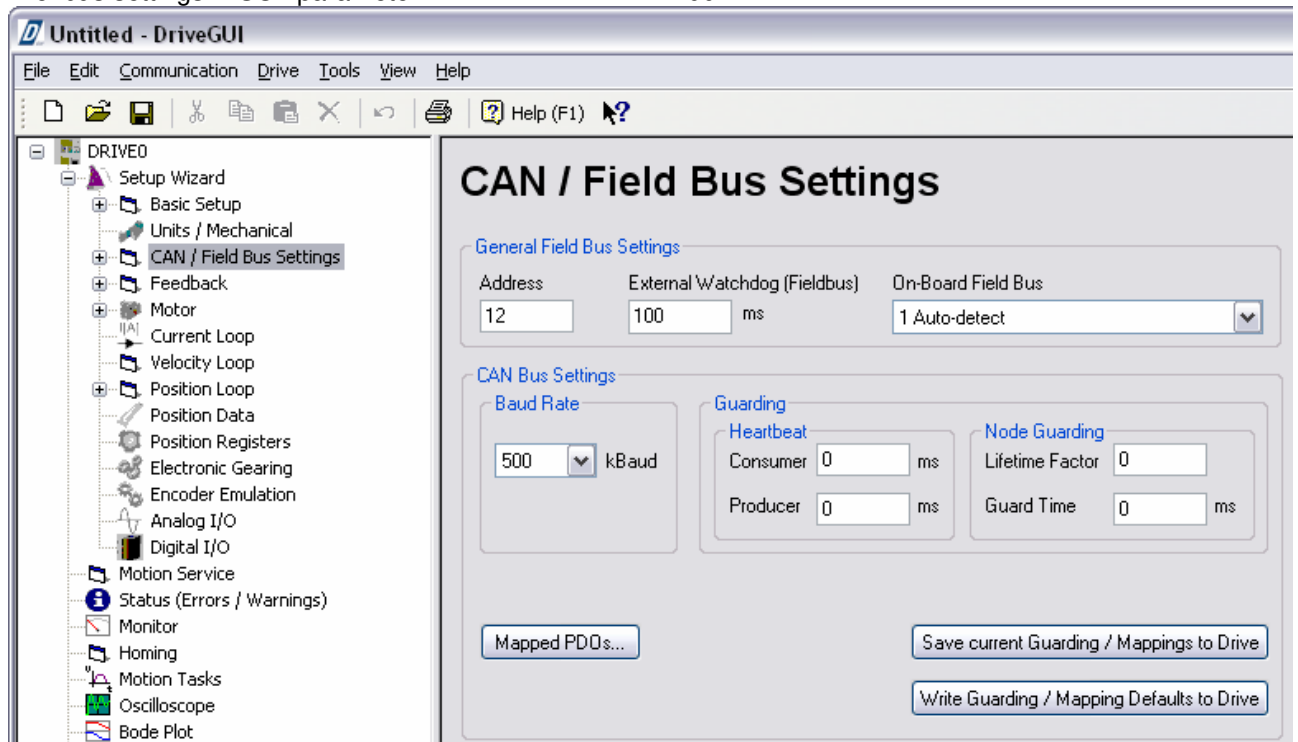 Untitled - DriveGUI
File Edit Communication Drive Tools View Help
Help (F1)
DRIVE0
Setup Wizard
Basic Setup
Units / Mechanical
CAN / Field Bus Settings
Feedback
Motor
Current Loop
Velocity Loop
Position Loop
Position Data
Position Registers
Electronic Gearing
Encoder Emulation
Analog I/O
Digital I/O
Motion Service
Status (Errors / Warnings)
Monitor
Homing
Motion Tasks
Oscilloscope
Bode Plot
CAN / Field Bus Settings
General Field Bus Settings
Address External Watchdog (Fieldbus) On-Board Field Bus
12 100 ms 1 Auto-detect
CAN Bus Settings
Baud Rate
500 kBaud
Guarding
Heartbeat
Consumer 0 ms
Producer 0 ms
Node Guarding
Lifetime Factor 0
Guard Time 0 ms
Mapped PDOs...
Save current Guarding / Mappings to Drive
Write Guarding / Mapping Defaults to Drive